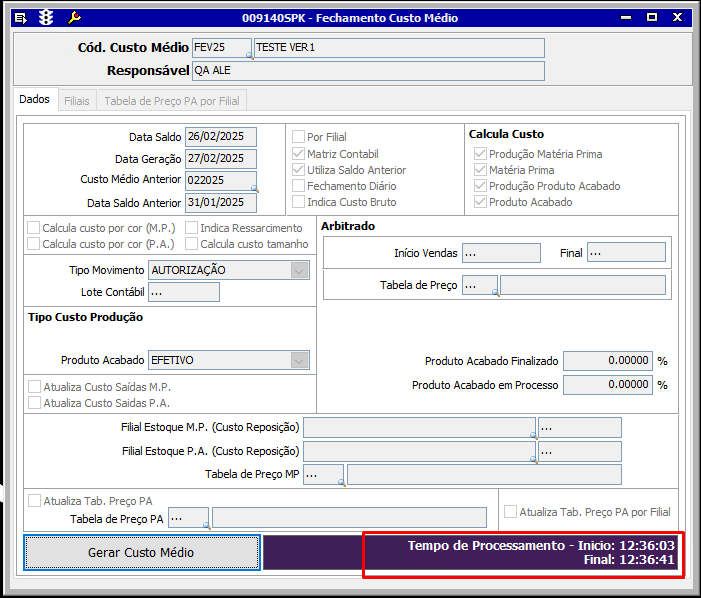 009140SPK - Fechamento Custo Médio
Cód. Custo Médio FEV25 TESTE VER1
Responsável QA ALE
Dados Filiais Tabela de Preço PA por Filial
Data Saldo 26/02/2025
Data Geração 27/02/2025
Custo Médio Anterior 022025
Data Saldo Anterior 31/01/2025
Por Filial
Matriz Contabil
Utiliza Saldo Anterior
Fechamento Diário
Indica Custo Bruto
Calcula Custo
Produção Matéria Prima
Matéria Prima
Produção Produto Acabado
Produto Acabado
Calcula custo por cor (M.P.) Indica Ressarcimento
Calcula custo por cor (P.A.) Calcula custo tamanho
Tipo Movimento AUTORIZAÇÃO
Lote Contábil ...
Arbitrado
Início Vendas ... Final ...
Tabela de Preço ...
Tipo Custo Produção
Produto Acabado EFETIVO
Produto Acabado Finalizado 0.00000 %
Produto Acabado em Processo 0.00000 %
Atualiza Custo Saídas M.P.
Atualiza Custo Saidas P.A.
Filial Estoque M.P. (Custo Reposição) ...
Filial Estoque P.A. (Custo Reposição) ...
Tabela de Preço MP ...
Atualiza Tab. Preço PA
Tabela de Preço PA ...
Atualiza Tab. Preço PA por Filial
Gerar Custo Médio
Tempo de Processamento - Inicio: 12:36:03
Final: 12:36:41